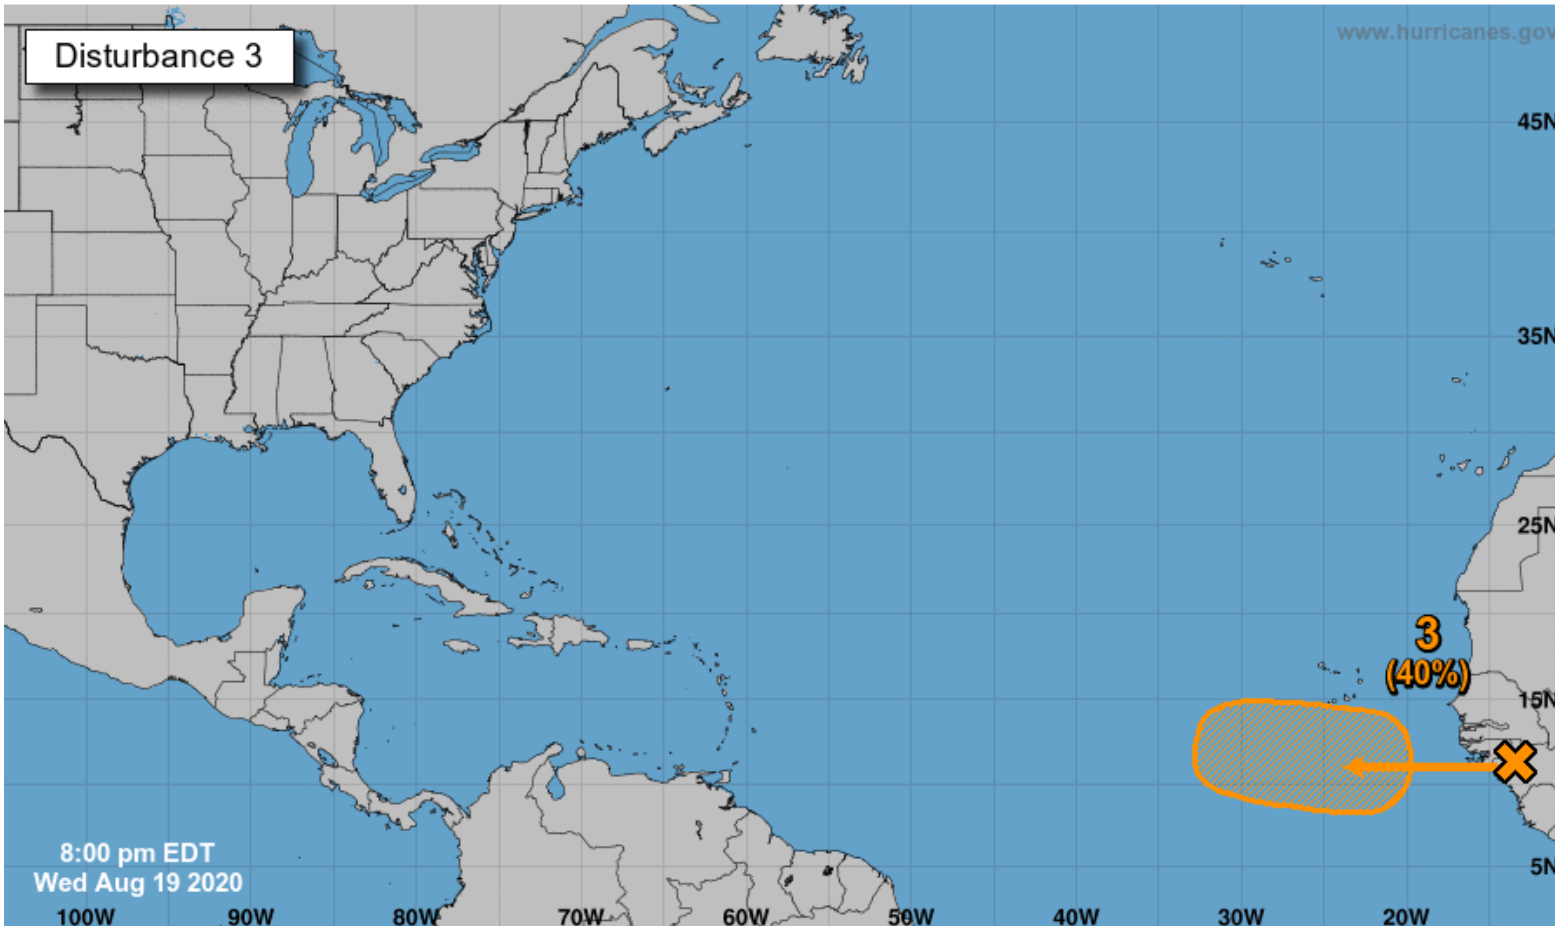 Disturbance 3
www.hurricanes.gov
45N
35N
25N
3
(40%)
15N
8:00 pm EDT
Wed Aug 19 2020
5N
100W 90W 80W 70W 60W 50W 40W 30W 20W